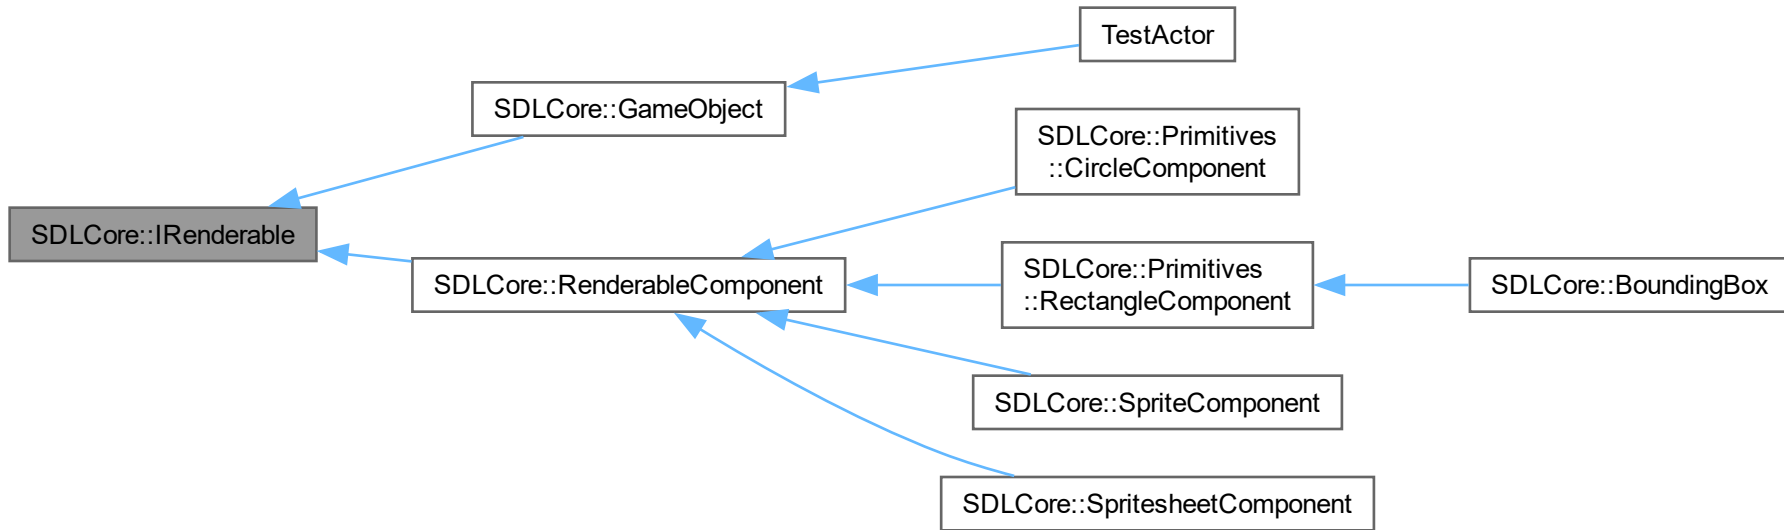 TestActor
SDLCore::GameObject
SDLCore::Primitives
::CircleComponent
SDLCore::IRenderable
SDLCore::RenderableComponent
SDLCore::Primitives
::RectangleComponent
SDLCore::BoundingBox
SDLCore::SpriteComponent
SDLCore::SpritesheetComponent